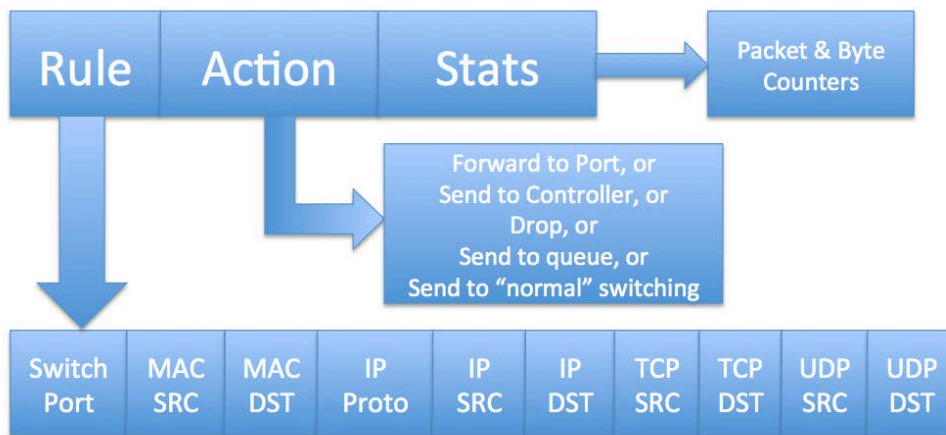 Rule
Action
Stats
Packet & Byte
Counters
Forward to Port, or
Send to Controller, or
Drop, or
Send to queue, or
Send to “normal” switching
Switch
Port
MAC
SRC
MAC
DST
IP
Proto
IP
SRC
IP
DST
TCP
SRC
TCP
DST
UDP
SRC
UDP
DST